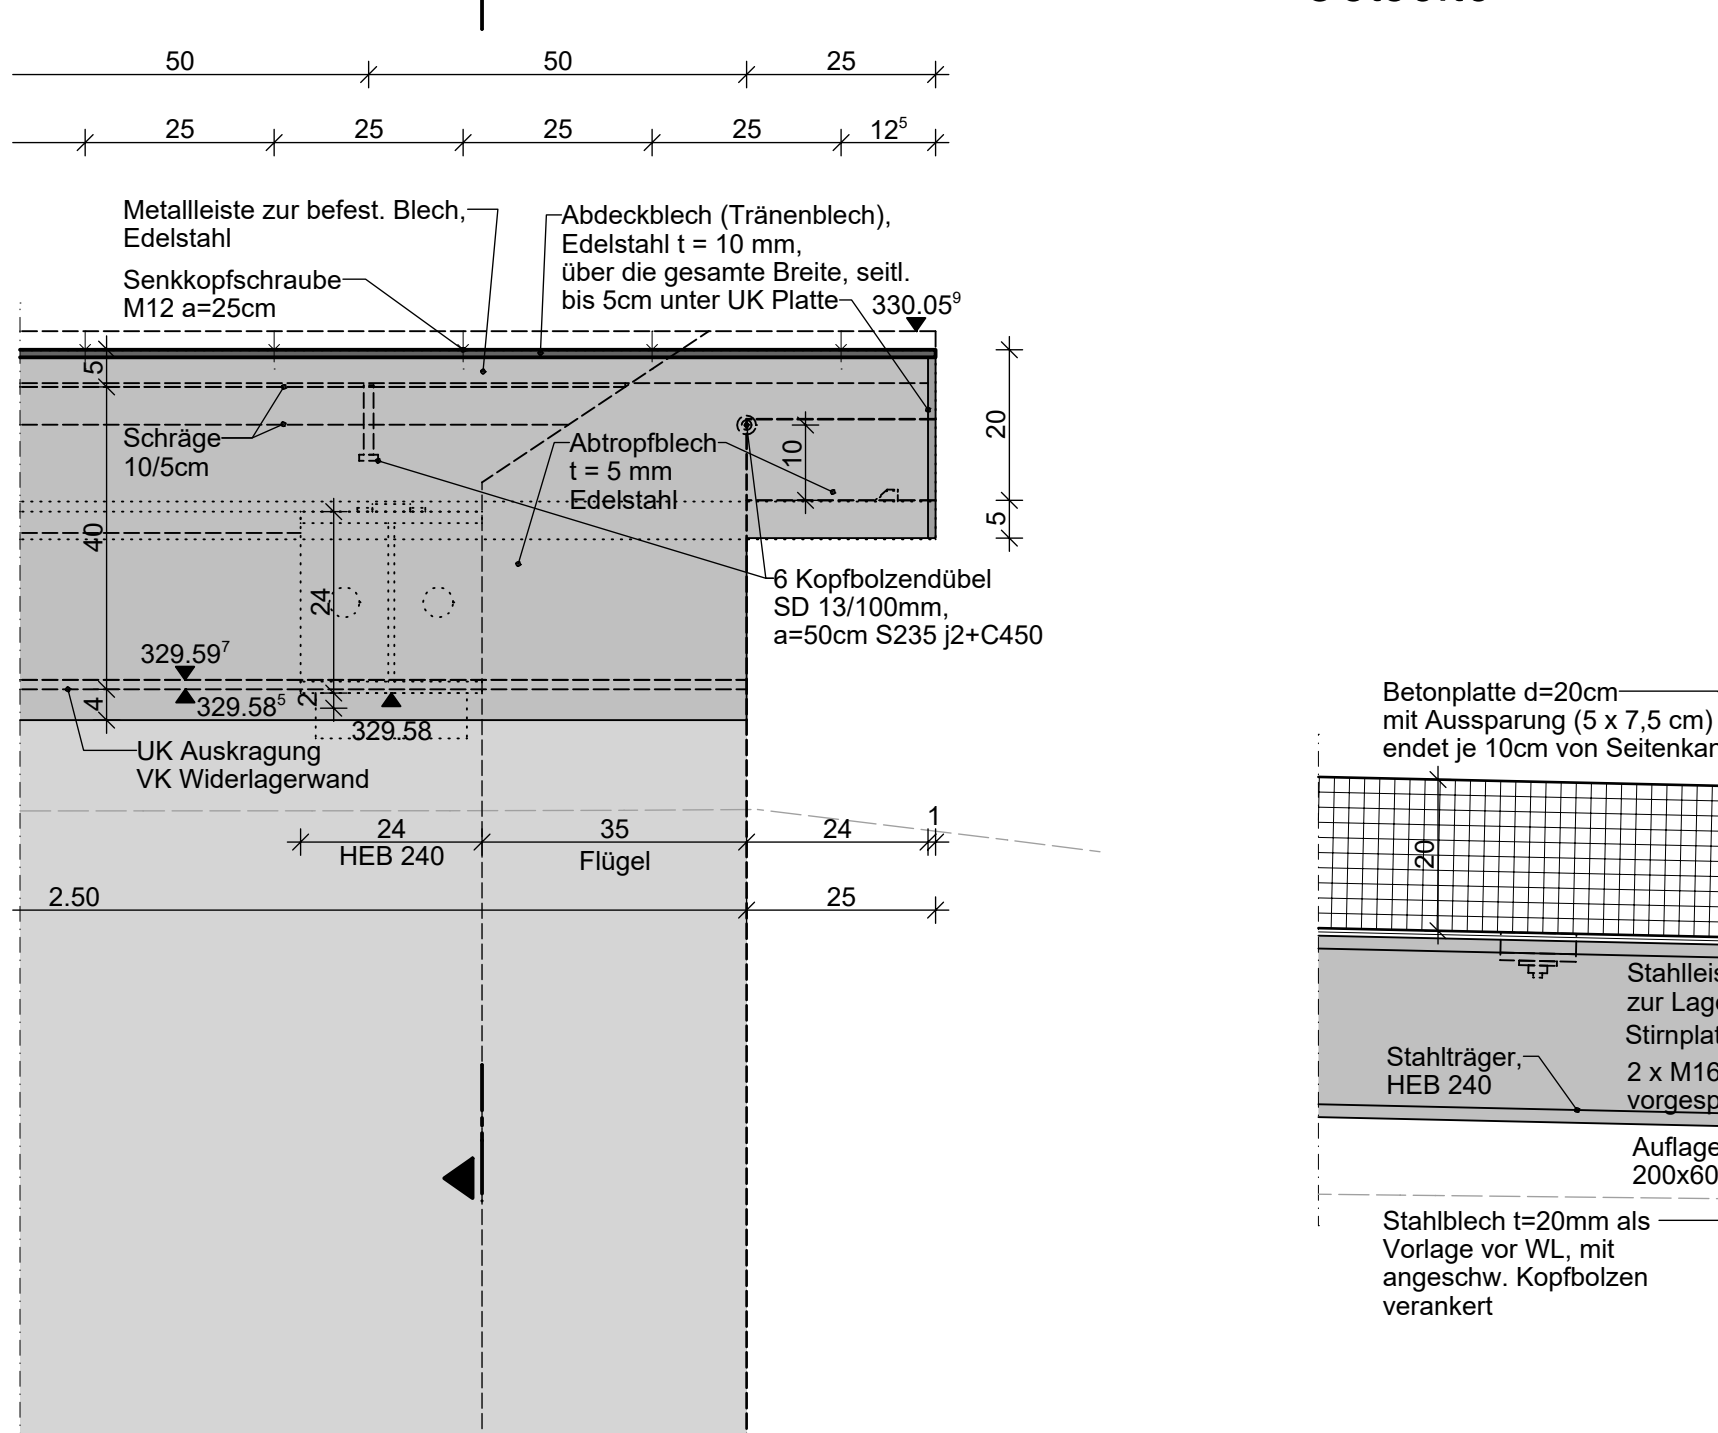 50 50 25
25 25 25 25 12⁵
Metallleiste zur befest. Blech,
Edelstahl
Senkkopfschraube
M12 a=25cm
Abdeckblech (Tränenblech),
Edelstahl t = 10 mm,
über die gesamte Breite, seitl.
bis 5cm unter UK Platte
330.05⁹
5
Schräge
10/5cm
40
Abtropfblech
t = 5 mm
Edelstahl
10
20
5
24
6 Kopfbolzendübel
SD 13/100mm,
a=50cm S235 j2+C450
329.59⁷
329.58⁵
4
2
329.58
UK Auskragung
VK Widerlagerwand
24 35 24 1
HEB 240 Flügel
2.50 25
Betonplatte d=20cm
mit Aussparung (5 x 7,5 cm)
endet je 10cm von Seitenkan
20
Stahlleis
zur Lage
Stirnplat
Stahlträger,
HEB 240
2 x M16
vorgesp
Auflage
200x60
Stahlblech t=20mm als
Vorlage vor WL, mit
angeschw. Kopfbolzen
verankert